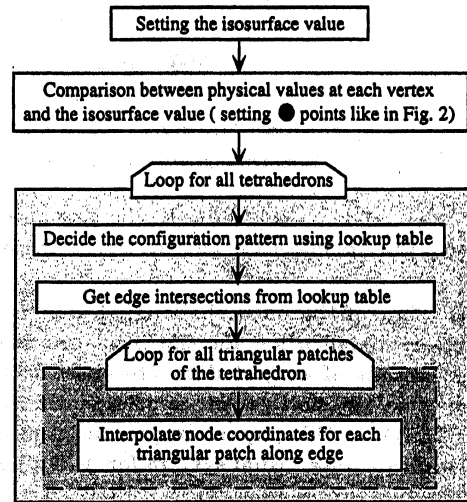 Setting the isosurface value
Comparison between physical values at each vertex
and the isosurface value ( setting ● points like in Fig. 2)
Loop for all tetrahedrons
Decide the configuration pattern using lookup table
Get edge intersections from lookup table
Loop for all triangular patches
of the tetrahedron
Interpolate node coordinates for each
triangular patch along edge